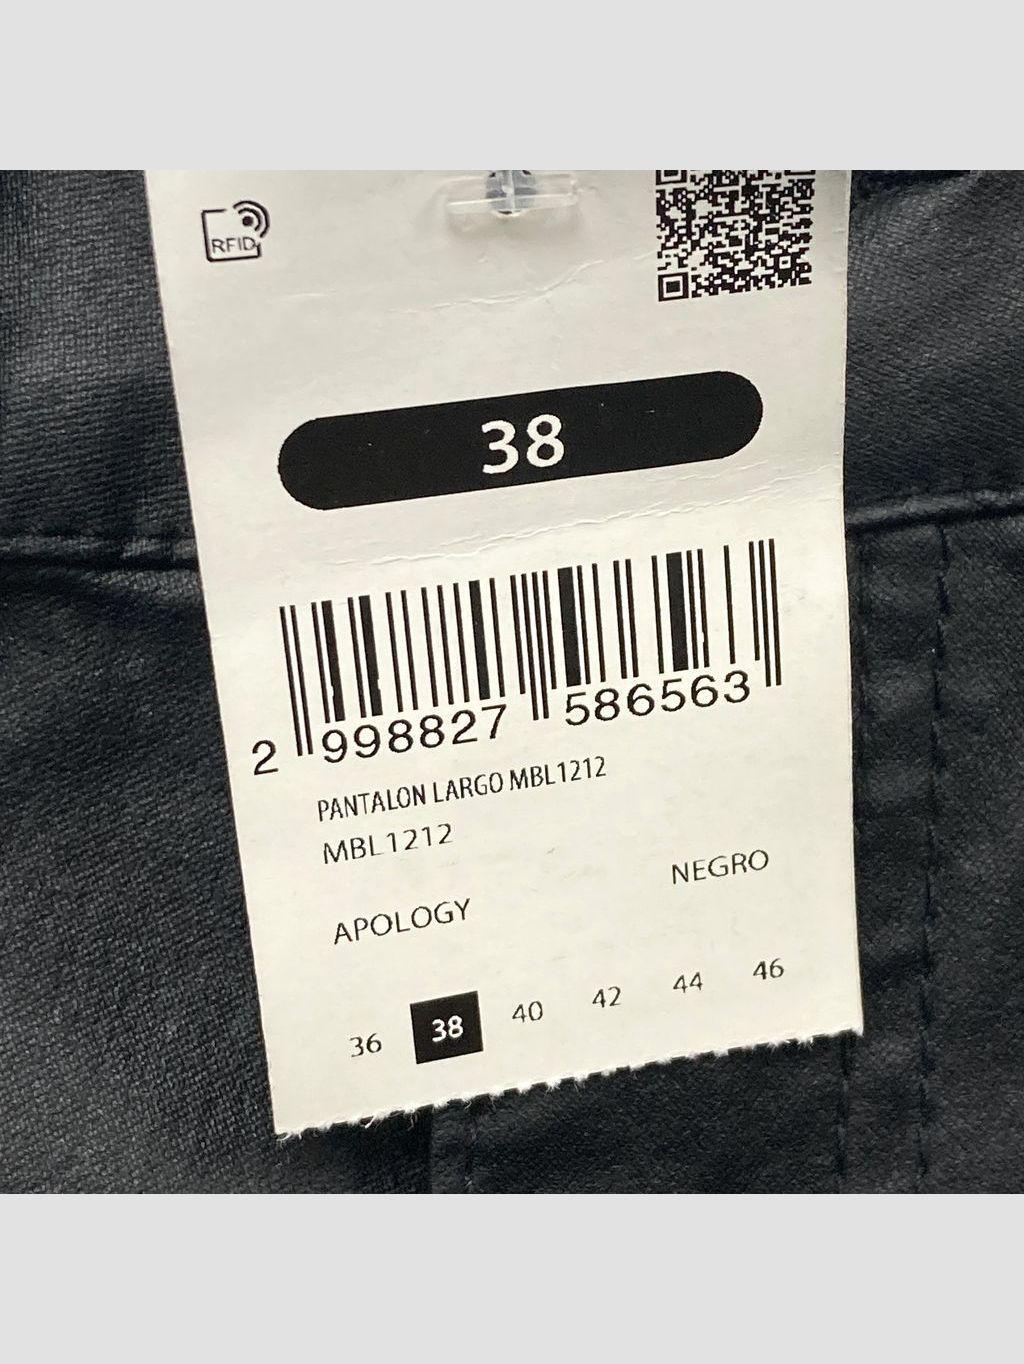 RFID
38
2 998827 586563
PANTALON LARGO MBL1212
MBL1212
APOLOGY NEGRO
36 38 40 42 44 46